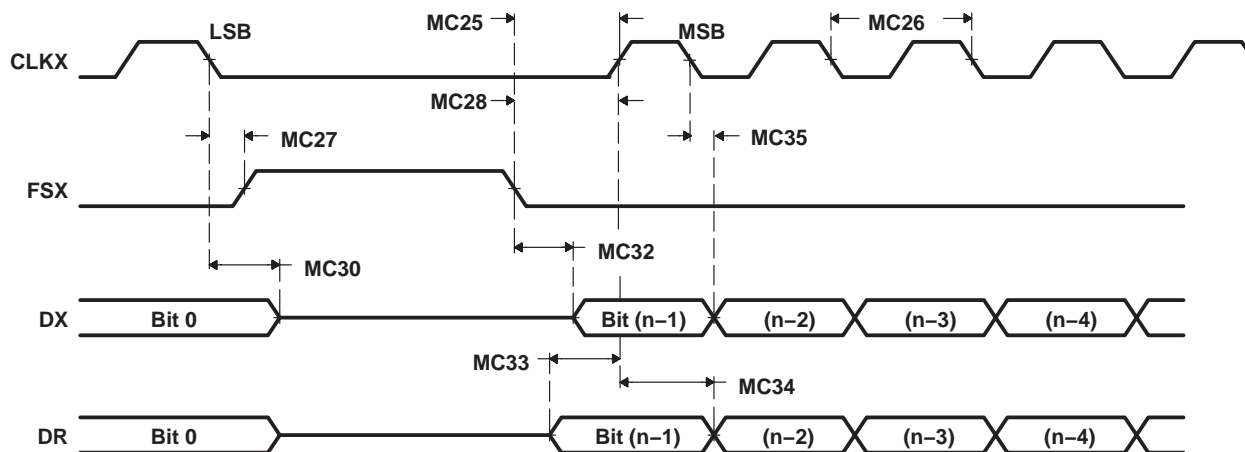 LSB
MC25
MSB
MC26
CLKX
MC28
MC27
MC35
FSX
MC30
MC32
DX
Bit 0
Bit (n−1)
(n−2)
(n−3)
(n−4)
MC33
MC34
DR
Bit 0
Bit (n−1)
(n−2)
(n−3)
(n−4)